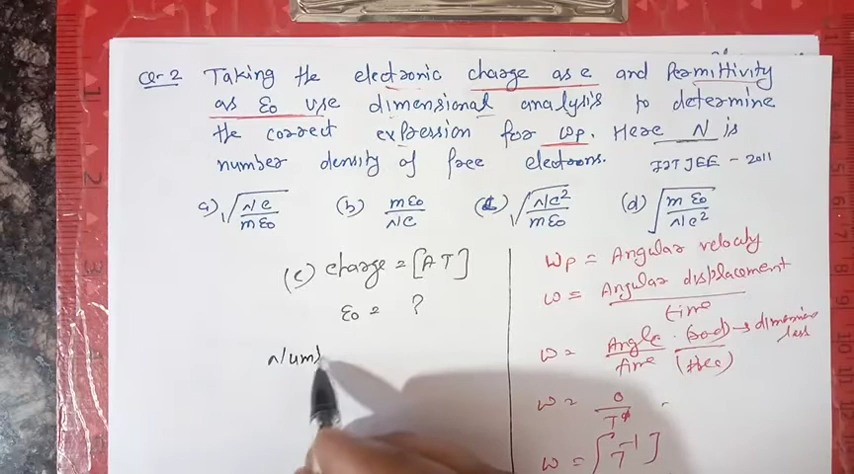 Qs-2 Taking the electronic charge as e and Permittivity
as ε0 use dimensional analysis to determine
the correct expression for ωp. Here N is
number density of free electrons. IIT JEE - 2011
a) √(Ne/mε0) (b) mε0/Ne (c) √(Ne²/mε0) (d) √(mε0/Ne²)
(e) charge = [AT]
ε0 = ?
Num
ωp = Angular velocity
ω = Angular displacement
time
ω = Angle . (rad) → dimension
time (sec) less
ω = 0
ω = [T⁻¹]